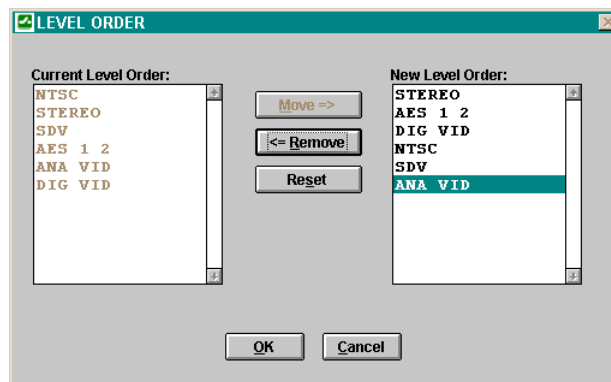 LEVEL ORDER
Current Level Order:
NTSC
STEREO
SDV
AES 1 2
ANA VID
DIG VID
Move =>
<= Remove
Reset
New Level Order:
STEREO
AES 1 2
DIG VID
NTSC
SDV
ANA VID
OK
Cancel